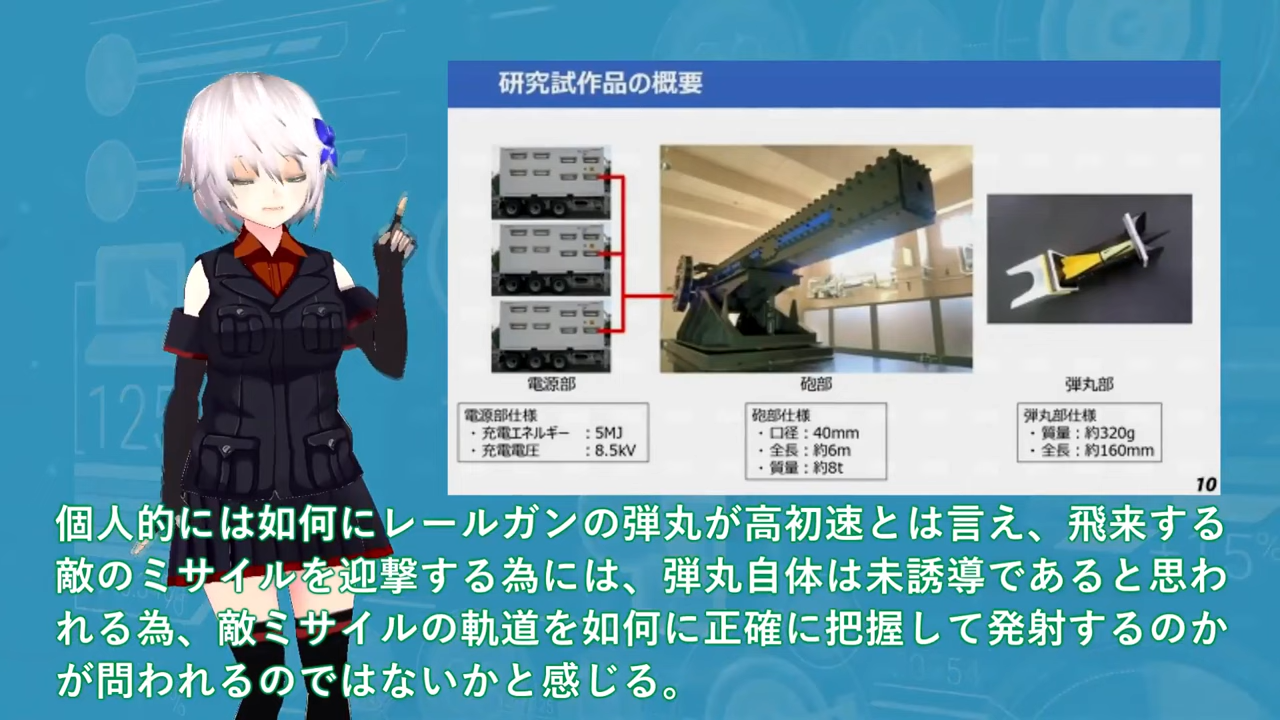 研究試作品の概要
電源部
砲部
弾丸部
電源部仕様
・充電エネルギー ：5MJ
・充電電圧 ：8.5kV
砲部仕様
・口径：40mm
・全長：約6m
・質量：約8t
弾丸部仕様
・質量：約320g
・全長：約160mm
10
個人的には如何にレールガンの弾丸が高初速とは言え、飛来する
敵のミサイルを迎撃する為には、弾丸自体は未誘導であると思わ
れる為、敵ミサイルの軌道を如何に正確に把握して発射するのか
が問われるのではないかと感じる。